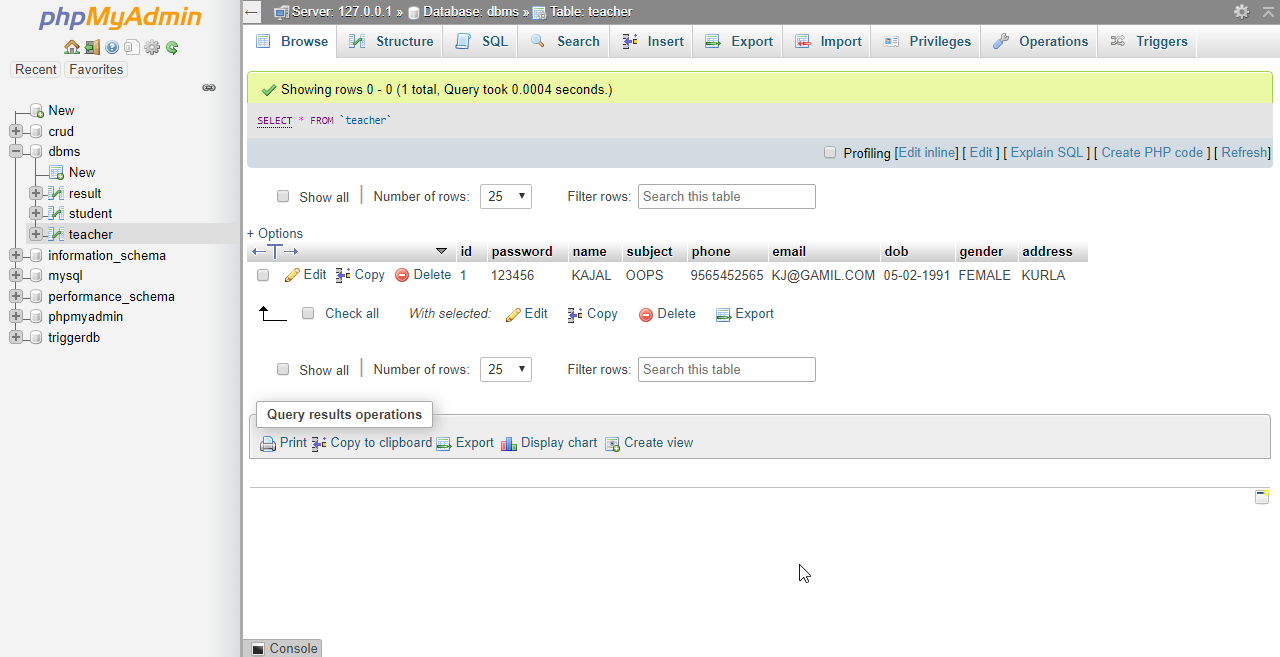 phpMyAdmin
Recent Favorites
New
crud
dbms
New
result
student
teacher
information_schema
mysql
performance_schema
phpmyadmin
triggerdb
Server: 127.0.0.1 » Database: dbms » Table: teacher
Browse Structure SQL Search Insert Export Import Privileges Operations Triggers
Showing rows 0 - 0 (1 total, Query took 0.0004 seconds.)
SELECT * FROM `teacher`
Profiling [Edit inline] [ Edit ] [ Explain SQL ] [ Create PHP code ] [ Refresh]
Show all Number of rows: 25 Filter rows: Search this table
+ Options
←T→ id password name subject phone email dob gender address
Edit Copy Delete 1 123456 KAJAL OOPS 9565452565 KJ@GAMIL.COM 05-02-1991 FEMALE KURLA
Check all With selected: Edit Copy Delete Export
Show all Number of rows: 25 Filter rows: Search this table
Query results operations
Print Copy to clipboard Export Display chart Create view
Console